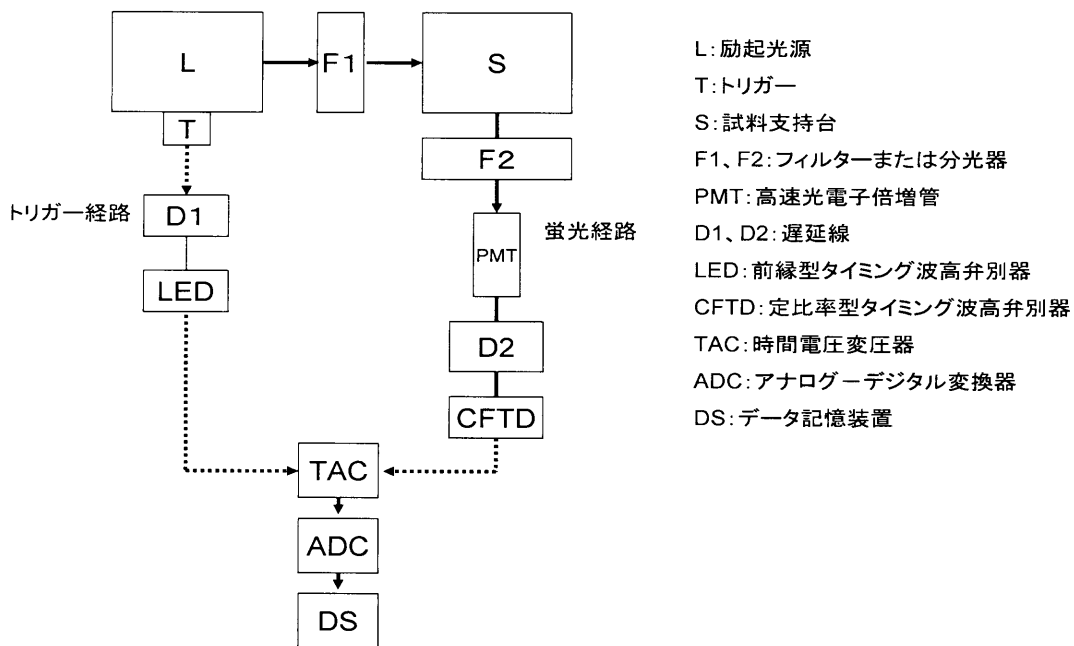 L
F1
S
T
F2
トリガー経路
D1
蛍光経路
PMT
LED
D2
CFTD
TAC
ADC
DS
L:励起光源
T:トリガー
S:試料支持台
F1、F2:フィルターまたは分光器
PMT:高速光電子倍増管
D1、D2:遅延線
LED:前縁型タイミング波高弁別器
CFTD:定比率型タイミング波高弁別器
TAC:時間電圧変圧器
ADC:アナログーデジタル変換器
DS:データ記憶装置